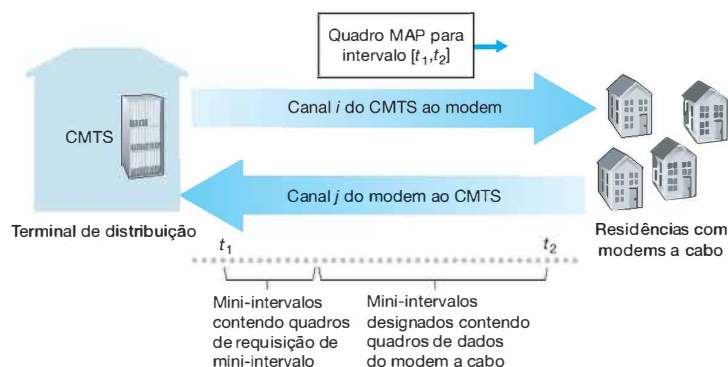 Quadro MAP para
intervalo [t₁,t₂]
CMTS
Canal i do CMTS ao modem
Canal j do modem ao CMTS
Terminal de distribuição
Residências com
modems a cabo
t₁
t₂
Mini-intervalos
contendo quadros
de requisição de
mini-intervalo
Mini-intervalos
designados contendo
quadros de dados
do modem a cabo